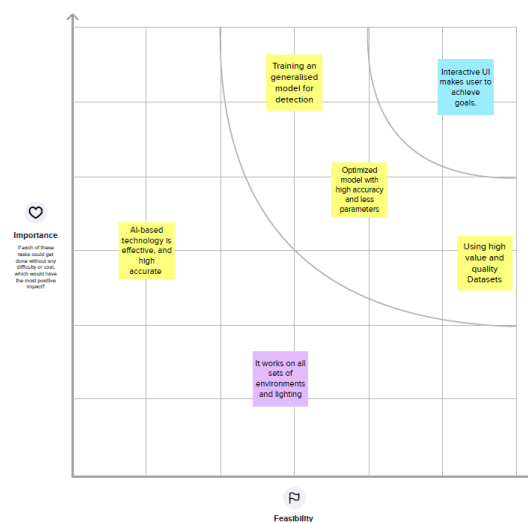 Training an
generalised
model for
detection
Interactive UI
makes user to
achieve
goals.
Optimized
model with
high accuracy
and less
parameters
Importance
If each of these
tasks could get
done without any
difficulty or cost,
which would have
the most positive
impact?
AI-based
technology is
effective, and
high
accurate
Using high
value and
quality
Datasets
It works on all
sets of
environments
and lighting
Feasibility